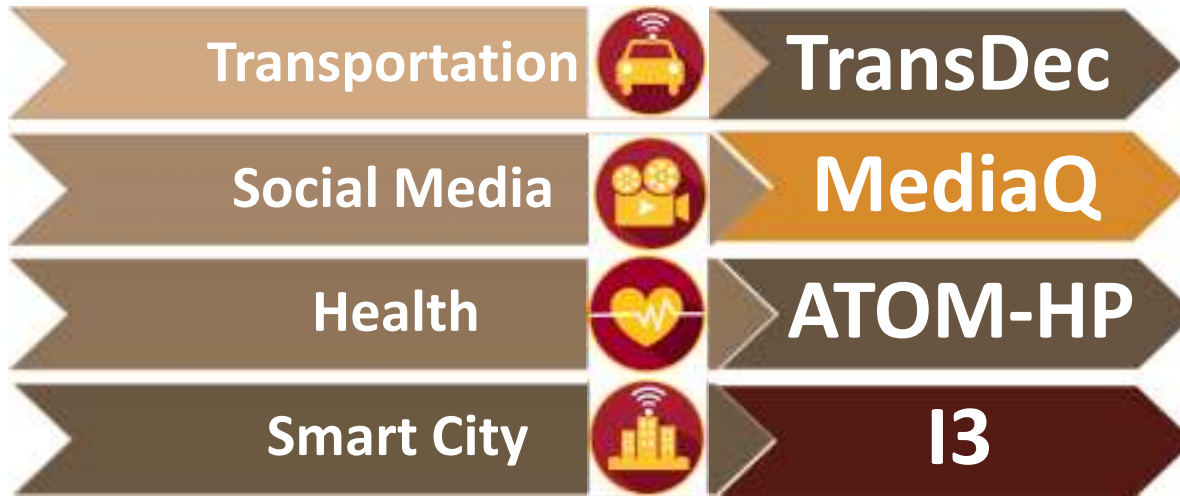 Transportation TransDec
Social Media MediaQ
Health ATOM-HP
Smart City I3